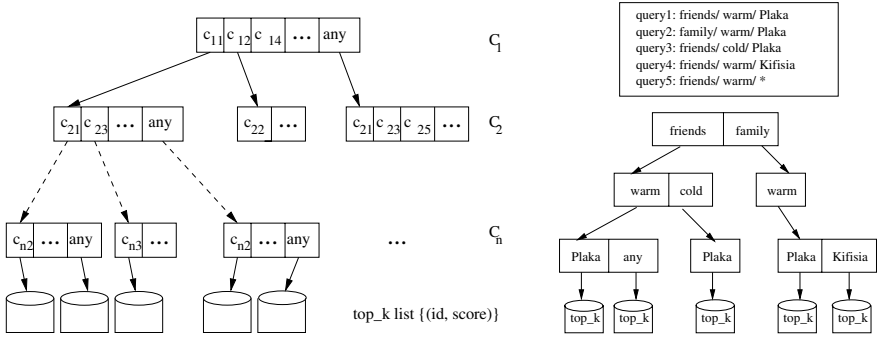 c11 c12 c14 ... any
C1
c21 c23 ... any
c22 ...
c21 c23 c25 ...
C2
cn2 ... any
cn3 ...
cn2 ... any
...
Cn
top_k list {(id, score)}
query1: friends/ warm/ Plaka
query2: family/ warm/ Plaka
query3: friends/ cold/ Plaka
query4: friends/ warm/ Kifisia
query5: friends/ warm/ *
friends family
warm cold
warm
Plaka any
Plaka
Plaka Kifisia
top_k top_k top_k top_k top_k